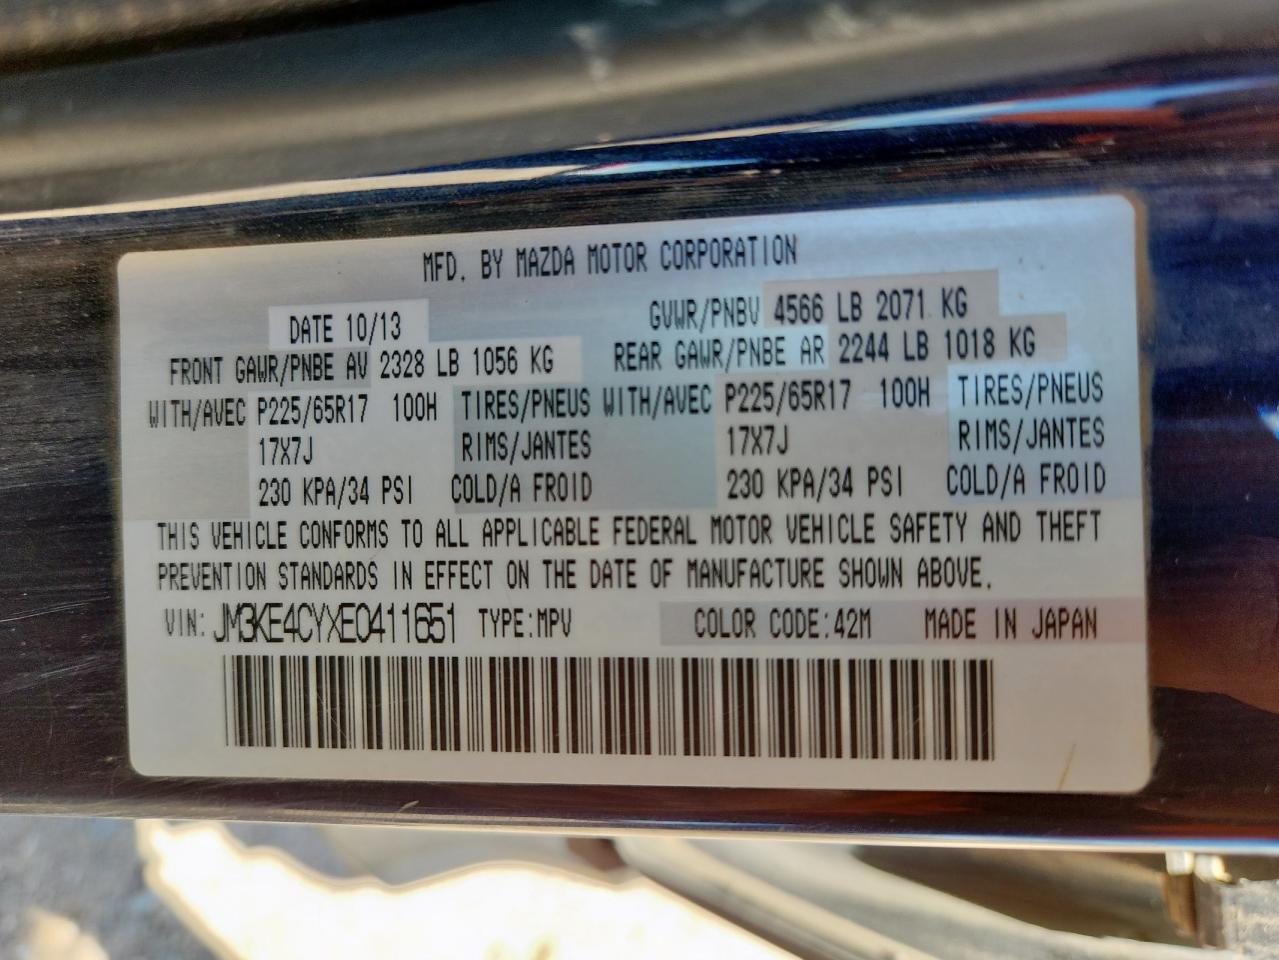 MFD. BY MAZDA MOTOR CORPORATION
DATE 10/13 GVWR/PNBV 4566 LB 2071 KG
FRONT GAWR/PNBE AV 2328 LB 1056 KG REAR GAWR/PNBE AR 2244 LB 1018 KG
WITH/AVEC P225/65R17 100H TIRES/PNEUS WITH/AVEC P225/65R17 100H TIRES/PNEUS
17X7J RIMS/JANTES 17X7J RIMS/JANTES
230 KPA/34 PSI COLD/A FROID 230 KPA/34 PSI COLD/A FROID
THIS VEHICLE CONFORMS TO ALL APPLICABLE FEDERAL MOTOR VEHICLE SAFETY AND THEFT
PREVENTION STANDARDS IN EFFECT ON THE DATE OF MANUFACTURE SHOWN ABOVE.
VIN: JM3KE4CYXE0411651 TYPE:MPV COLOR CODE:42M MADE IN JAPAN